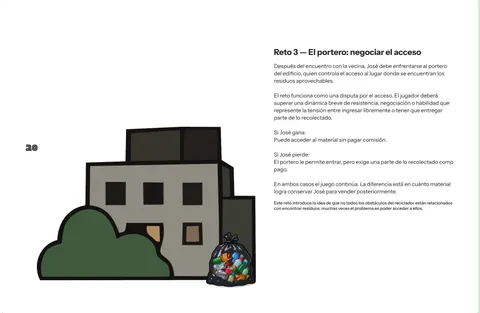 Reto 3 — El portero: negociar el acceso
Después del encuentro con la vecina, José debe enfrentarse al portero
del edificio, quien controla el acceso al lugar donde se encuentran los
residuos aprovechables.
El reto funciona como una disputa por el acceso. El jugador deberá
superar una dinámica breve de resistencia, negociación o habilidad que
represente la tensión entre ingresar libremente o tener que entregar
parte de lo recolectado.
Si José gana:
Puede acceder al material sin pagar comisión.
Si José pierde:
El portero le permite entrar, pero exige una parte de lo recolectado como
pago.
En ambos casos el juego continúa. La diferencia está en cuánto material
logra conservar José para vender posteriormente.
Este reto introduce la idea de que no todos los obstáculos del reciclador están relacionados
con encontrar residuos; muchas veces el problema es poder acceder a ellos.
20